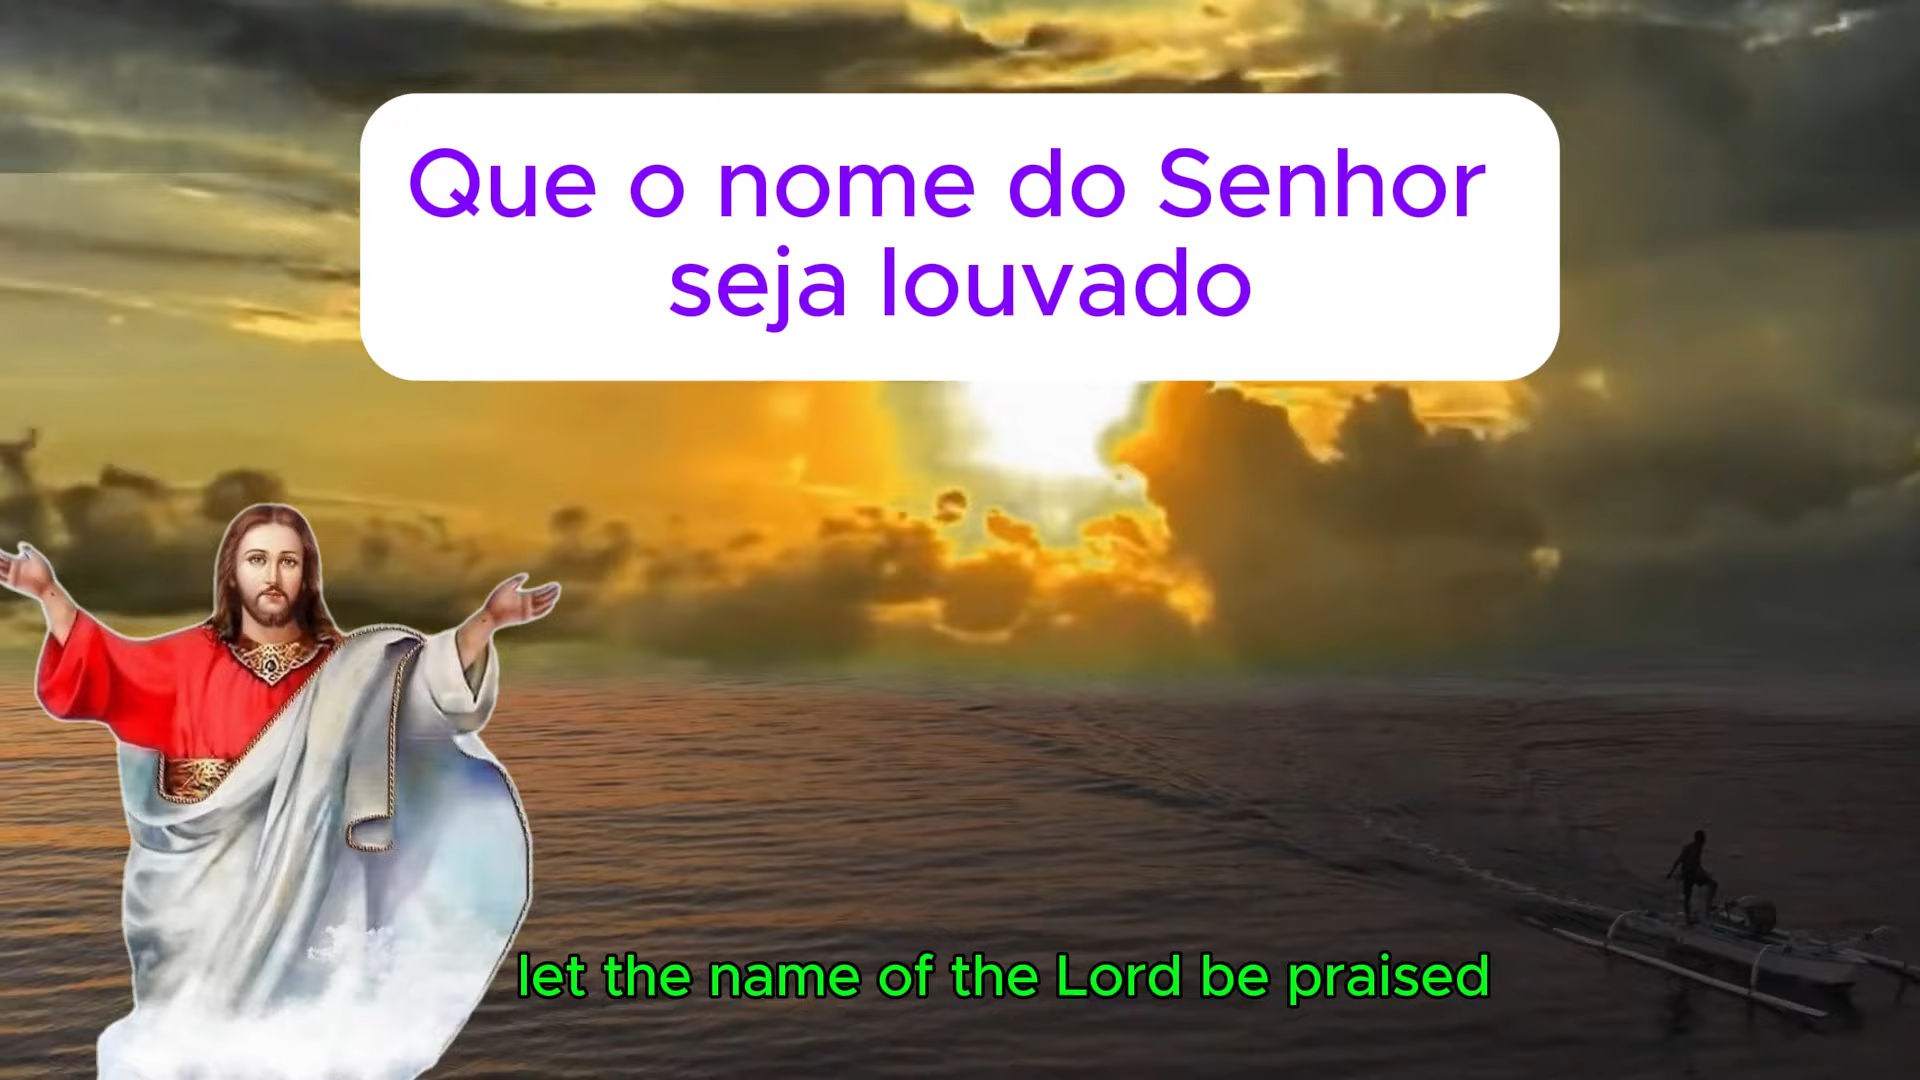 Que o nome do Senhor
seja louvado
let the name of the Lord be praised